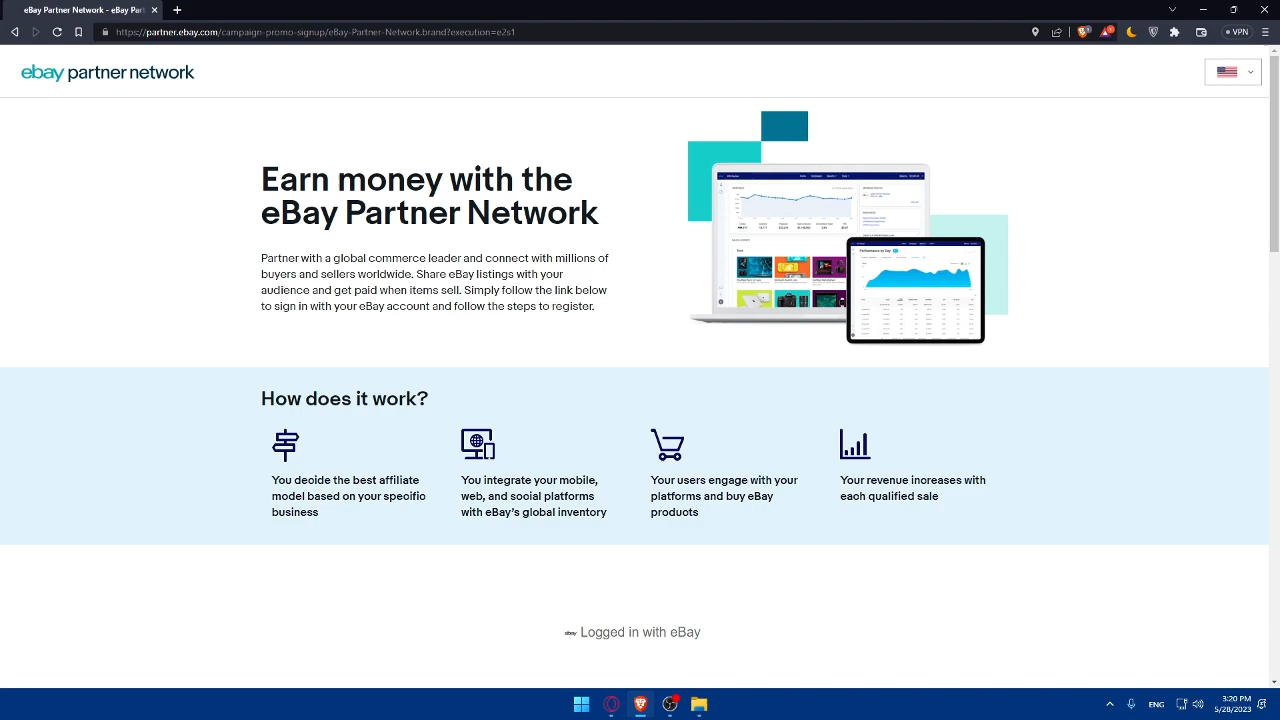 eBay Partner Network - eBay Part
https://partner.ebay.com/campaign-promo-signup/eBay-Partner-Network.brand?execution=e2s1
VPN
ebay partner network
Earn money with the
eBay Partner Network
Partner with a global commerce leader and connect with millions of
buyers and sellers worldwide. Share eBay listings with your
audience and get paid when items sell. Simply use the link below
to sign in with your eBay account and follow the steps to register.
How does it work?
You decide the best affiliate
model based on your specific
business
You integrate your mobile,
web, and social platforms
with eBay's global inventory
Your users engage with your
platforms and buy eBay
products
Your revenue increases with
each qualified sale
ebay Logged in with eBay
ENG
3:20 PM
5/28/2023